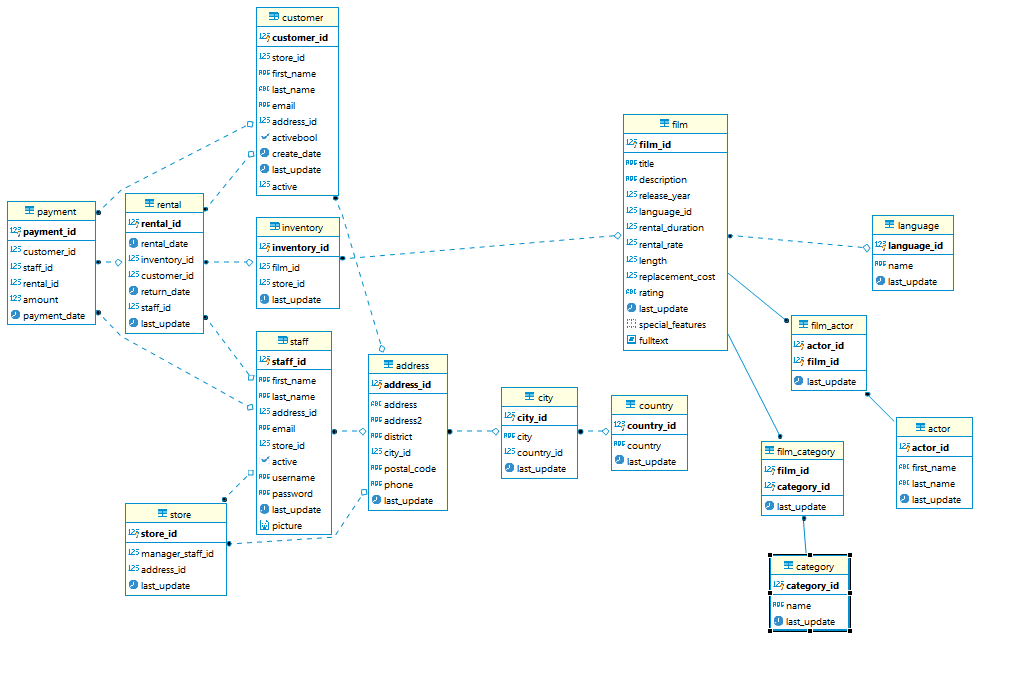 customer
customer_id
store_id
first_name
last_name
email
address_id
activebool
create_date
last_update
active
payment
payment_id
customer_id
staff_id
rental_id
amount
payment_date
rental
rental_id
rental_date
inventory_id
customer_id
return_date
staff_id
last_update
inventory
inventory_id
film_id
store_id
last_update
staff
staff_id
first_name
last_name
address_id
email
store_id
active
username
password
last_update
picture
store
store_id
manager_staff_id
address_id
last_update
address
address_id
address
address2
district
city_id
postal_code
phone
last_update
city
city_id
city
country_id
last_update
country
country_id
country
last_update
film
film_id
title
description
release_year
language_id
rental_duration
rental_rate
length
replacement_cost
rating
last_update
special_features
fulltext
language
language_id
name
last_update
film_actor
actor_id
film_id
last_update
actor
actor_id
first_name
last_name
last_update
film_category
film_id
category_id
last_update
category
category_id
name
last_update